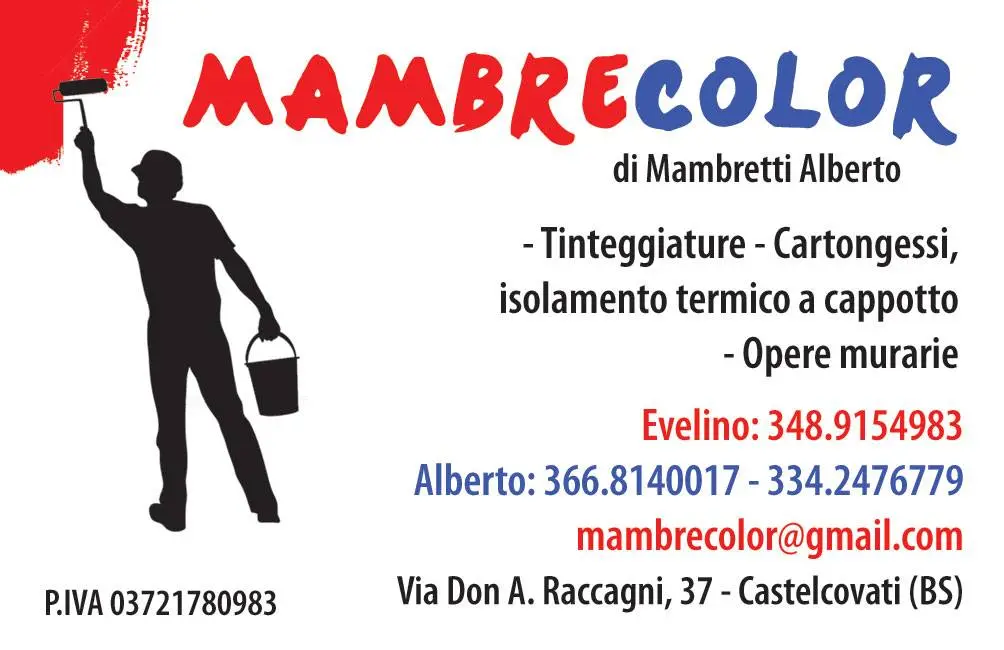 MAMBRECOLOR
di Mambretti Alberto
- Tinteggiature - Cartongessi,
isolamento termico a cappotto
- Opere murarie
Evelino: 348.9154983
Alberto: 366.8140017 - 334.2476779
mambrecolor@gmail.com
Via Don A. Raccagni, 37 - Castelcovati (BS)
P.IVA 03721780983